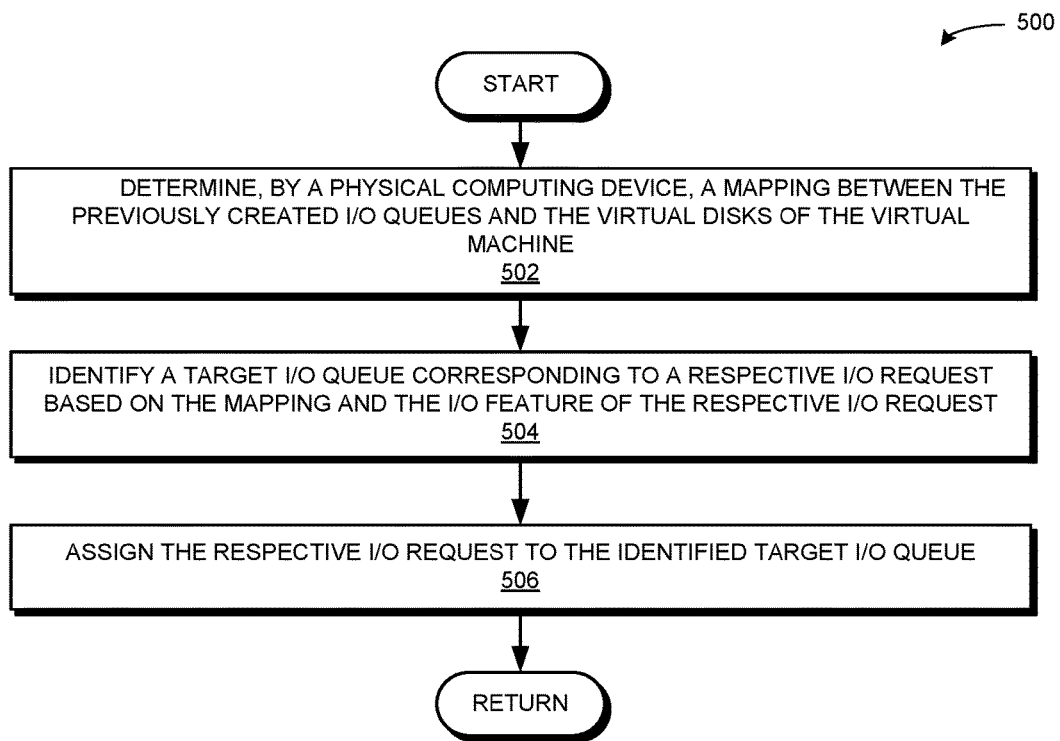 500
START
DETERMINE, BY A PHYSICAL COMPUTING DEVICE, A MAPPING BETWEEN THE
PREVIOUSLY CREATED I/O QUEUES AND THE VIRTUAL DISKS OF THE VIRTUAL
MACHINE
502
IDENTIFY A TARGET I/O QUEUE CORRESPONDING TO A RESPECTIVE I/O REQUEST
BASED ON THE MAPPING AND THE I/O FEATURE OF THE RESPECTIVE I/O REQUEST
504
ASSIGN THE RESPECTIVE I/O REQUEST TO THE IDENTIFIED TARGET I/O QUEUE
506
RETURN